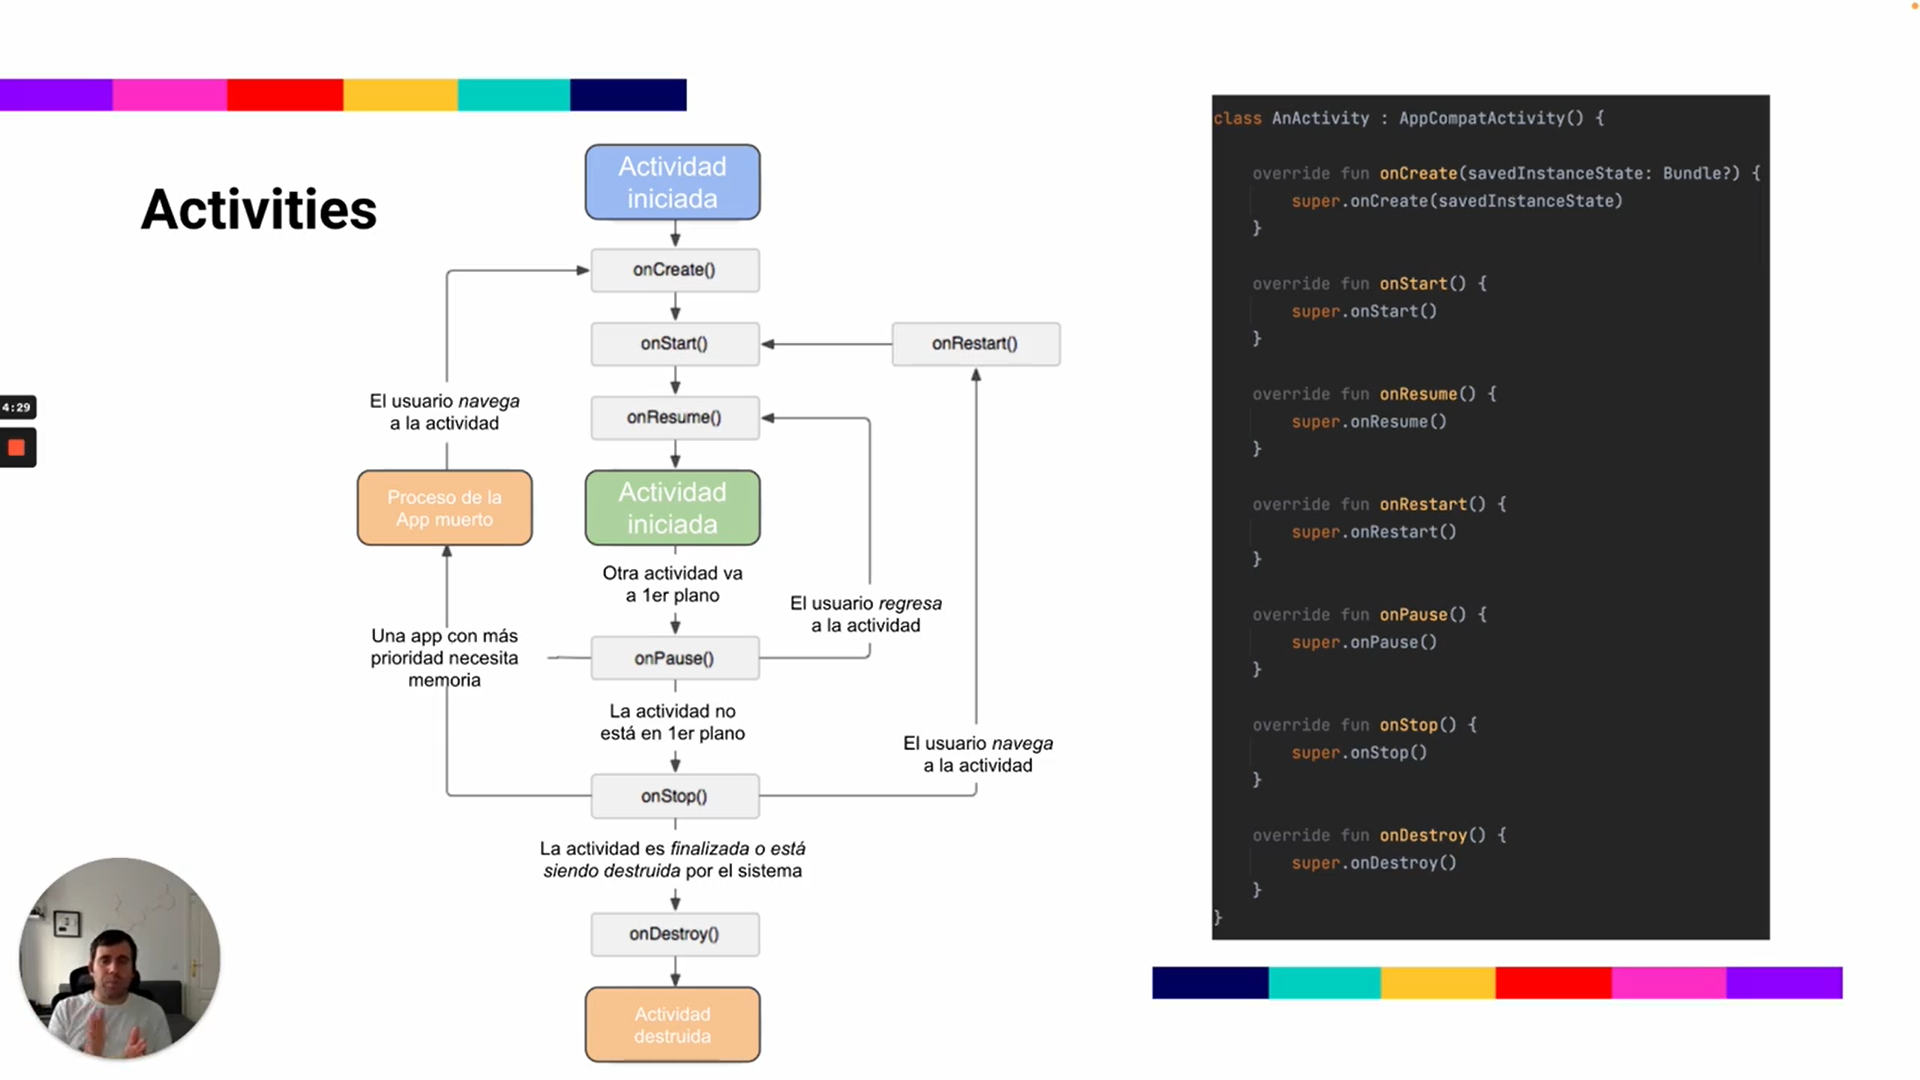 Activities
Actividad
iniciada
onCreate()
onStart()
onRestart()
onResume()
El usuario navega
a la actividad
Proceso de la
App muerto
Actividad
iniciada
Otra actividad va
a 1er plano
El usuario regresa
a la actividad
Una app con más
prioridad necesita
memoria
onPause()
La actividad no
está en 1er plano
El usuario navega
a la actividad
onStop()
La actividad es finalizada o está
siendo destruida por el sistema
onDestroy()
Actividad
destruida
4:29
class AnActivity : AppCompatActivity() {
override fun onCreate(savedInstanceState: Bundle?) {
super.onCreate(savedInstanceState)
}
override fun onStart() {
super.onStart()
}
override fun onResume() {
super.onResume()
}
override fun onRestart() {
super.onRestart()
}
override fun onPause() {
super.onPause()
}
override fun onStop() {
super.onStop()
}
override fun onDestroy() {
super.onDestroy()
}
}